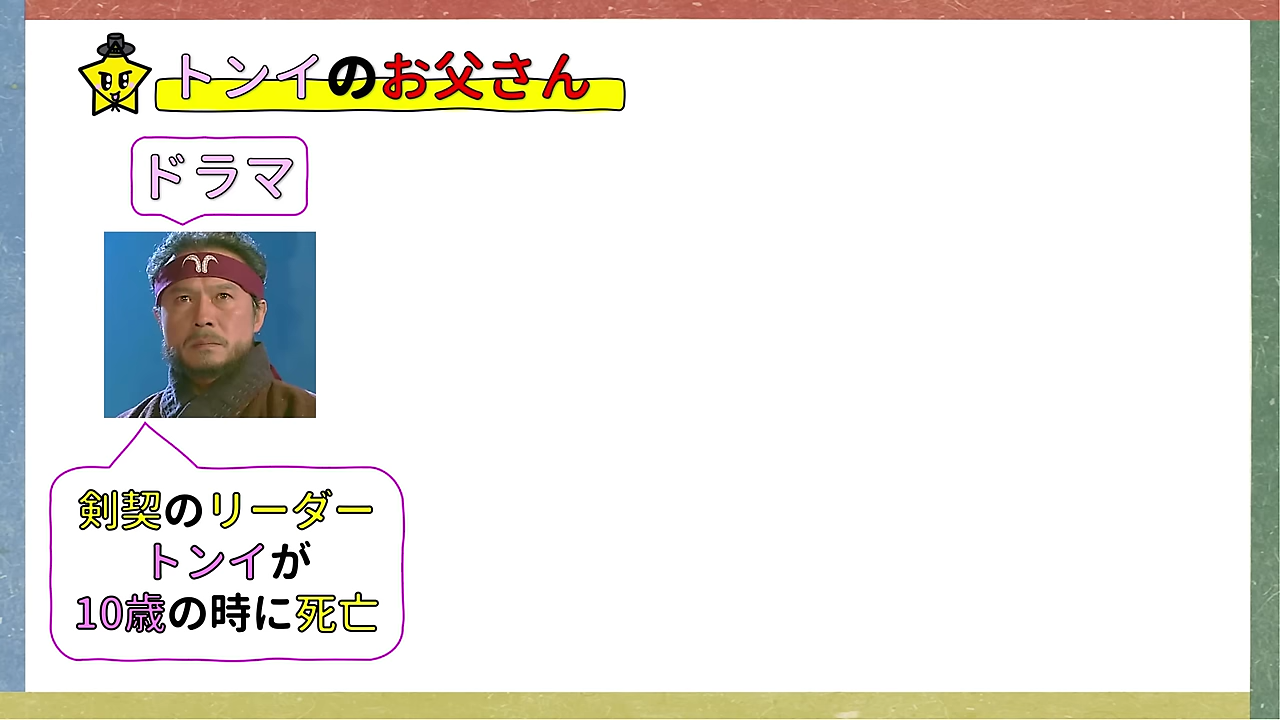 トンイのお父さん
ドラマ
剣契のリーダー
トンイが
10歳の時に死亡